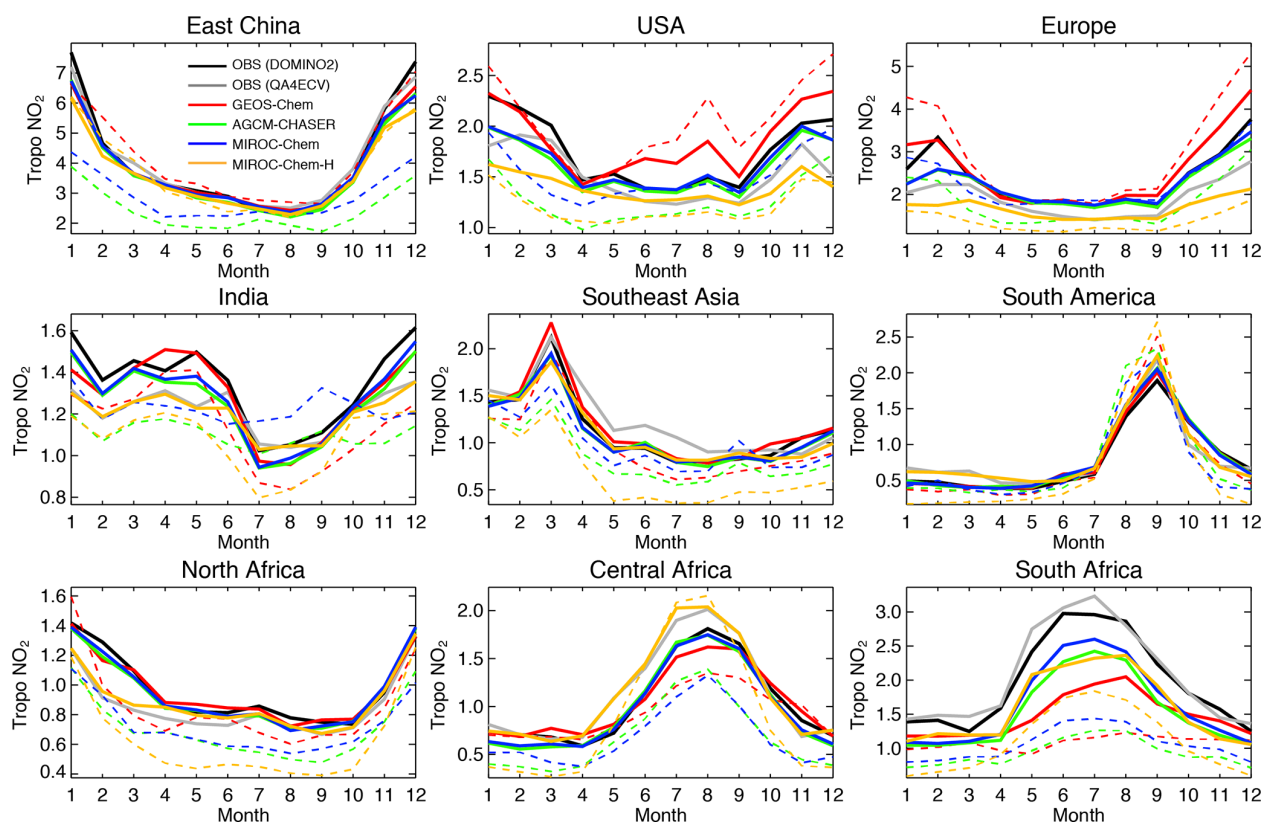 East China
USA
Europe
Tropo NO₂
7
6
5
4
3
2
OBS (DOMINO2)
OBS (QA4ECV)
GEOS-Chem
AGCM-CHASER
MIROC-Chem
MIROC-Chem-H
1 2 3 4 5 6 7 8 9 10 11 12
Month
Tropo NO₂
2.5
2.0
1.5
1.0
1 2 3 4 5 6 7 8 9 10 11 12
Month
Tropo NO₂
5
4
3
2
1
1 2 3 4 5 6 7 8 9 10 11 12
Month
India
Southeast Asia
South America
Tropo NO₂
1.6
1.4
1.2
1.0
0.8
1 2 3 4 5 6 7 8 9 10 11 12
Month
Tropo NO₂
2.0
1.5
1.0
0.5
1 2 3 4 5 6 7 8 9 10 11 12
Month
Tropo NO₂
2.5
2.0
1.5
1.0
0.5
1 2 3 4 5 6 7 8 9 10 11 12
Month
North Africa
Central Africa
South Africa
Tropo NO₂
1.6
1.4
1.2
1.0
0.8
0.6
0.4
1 2 3 4 5 6 7 8 9 10 11 12
Month
Tropo NO₂
2.0
1.5
1.0
0.5
1 2 3 4 5 6 7 8 9 10 11 12
Month
Tropo NO₂
3.0
2.5
2.0
1.5
1.0
1 2 3 4 5 6 7 8 9 10 11 12
Month